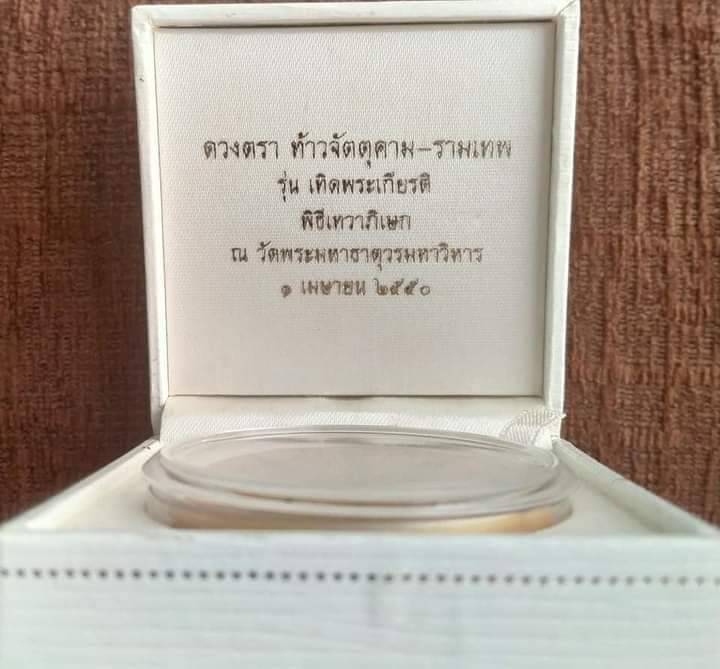 ดวงตรา ท้าวจัตตุคาม–รามเทพ
รุ่น เทิดพระเกียรติ
พิธีเทวาภิเษก
ณ วัดพระมหาธาตุวรมหาวิหาร
๑ เมษายน ๒๕๕๐